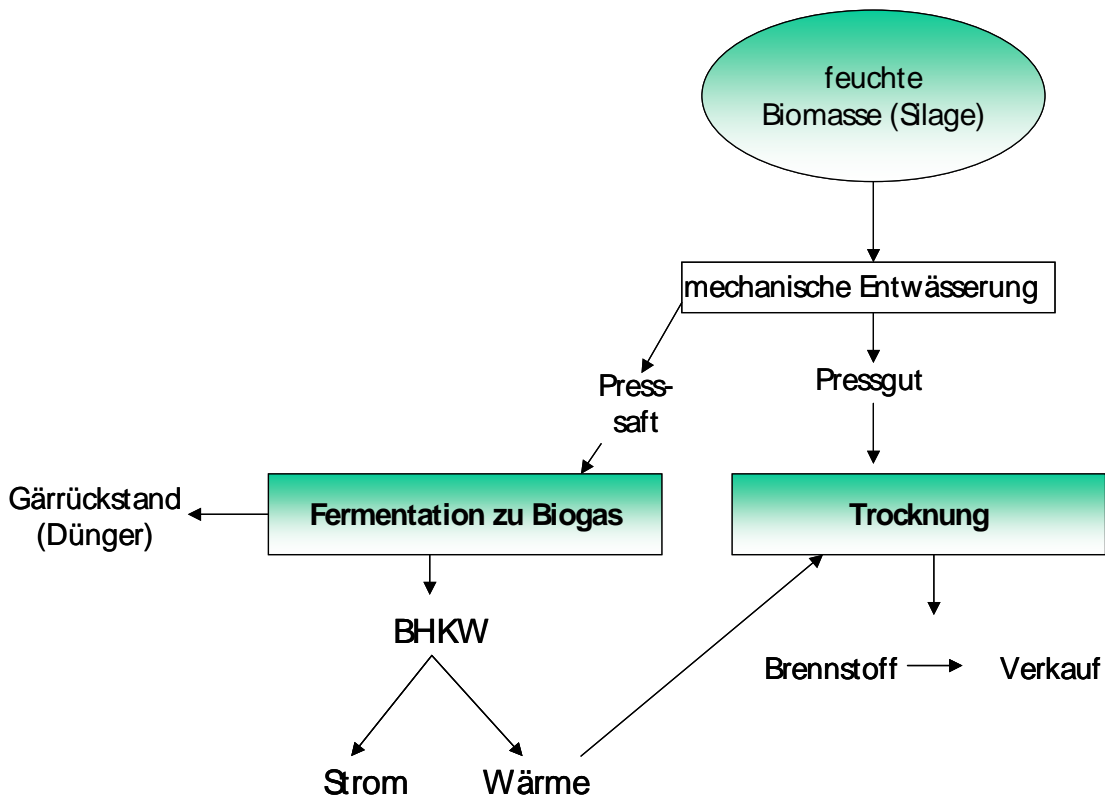 feuchte
Biomasse (Silage)
mechanische Entwässerung
Press-
saft
Pressgut
Gärrückstand
(Dünger)
Fermentation zu Biogas
Trocknung
BHKW
Brennstoff
Verkauf
Strom
Wärme